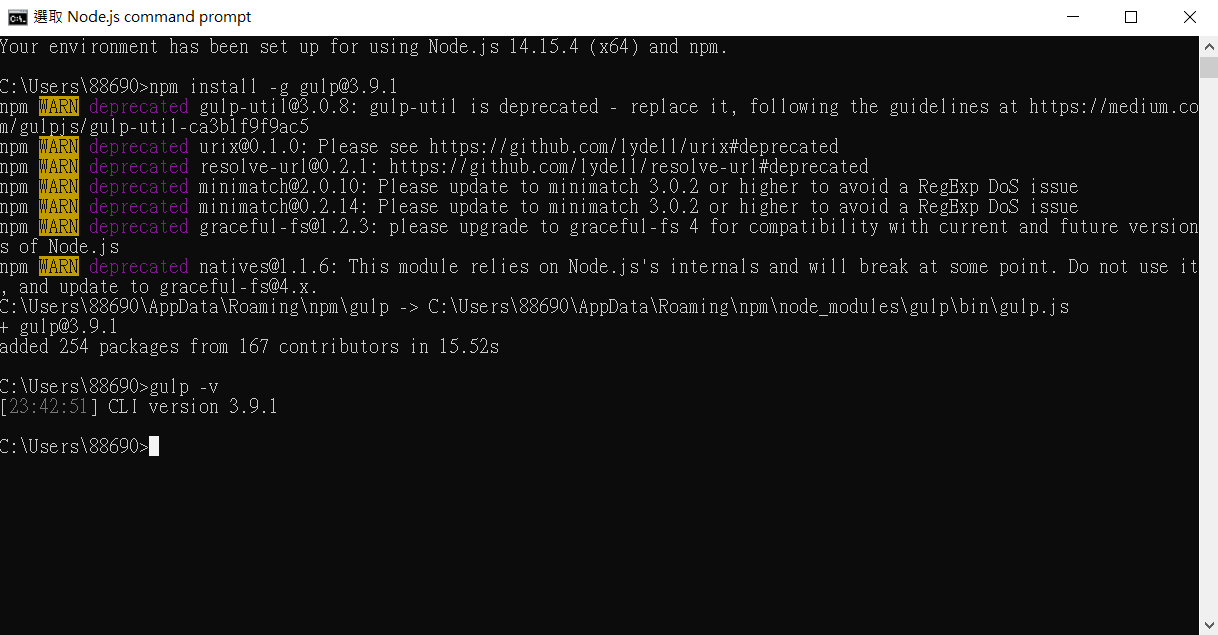 選取 Node.js command prompt
Your environment has been set up for using Node.js 14.15.4 (x64) and npm.
C:\Users\88690>npm install -g gulp@3.9.1
npm WARN deprecated gulp-util@3.0.8: gulp-util is deprecated - replace it, following the guidelines at https://medium.co
m/gulpjs/gulp-util-ca3b1f9f9ac5
npm WARN deprecated urix@0.1.0: Please see https://github.com/lydell/urix#deprecated
npm WARN deprecated resolve-url@0.2.1: https://github.com/lydell/resolve-url#deprecated
npm WARN deprecated minimatch@2.0.10: Please update to minimatch 3.0.2 or higher to avoid a RegExp DoS issue
npm WARN deprecated minimatch@0.2.14: Please update to minimatch 3.0.2 or higher to avoid a RegExp DoS issue
npm WARN deprecated graceful-fs@1.2.3: please upgrade to graceful-fs 4 for compatibility with current and future version
s of Node.js
npm WARN deprecated natives@1.1.6: This module relies on Node.js's internals and will break at some point. Do not use it
, and update to graceful-fs@4.x.
C:\Users\88690\AppData\Roaming\npm\gulp -> C:\Users\88690\AppData\Roaming\npm\node_modules\gulp\bin\gulp.js
+ gulp@3.9.1
added 254 packages from 167 contributors in 15.52s
C:\Users\88690>gulp -v
[23:42:51] CLI version 3.9.1
C:\Users\88690>